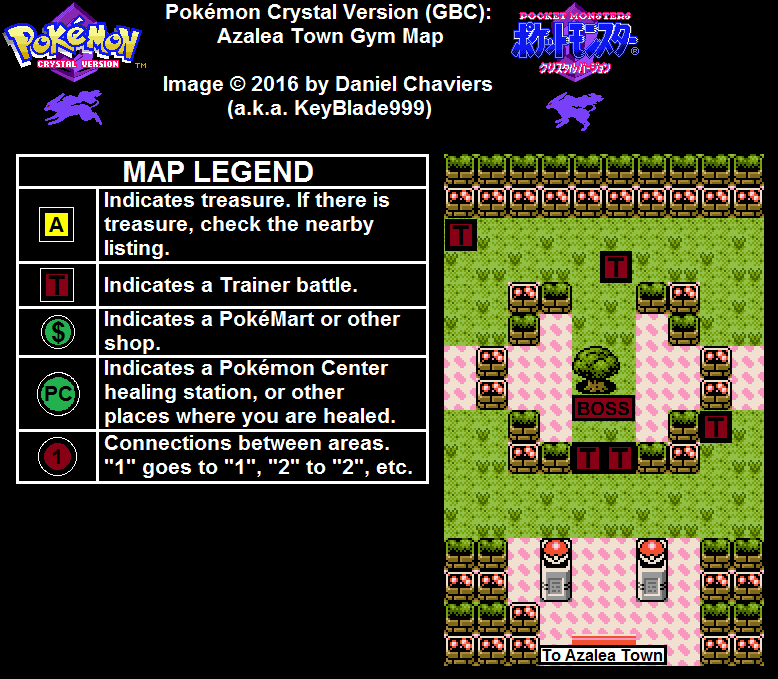 Pokémon Crystal Version (GBC):
Azalea Town Gym Map
Image © 2016 by Daniel Chaviers
(a.k.a. KeyBlade999)
POKéMON
CRYSTAL VERSION
TM
POCKET MONSTERS
ポケットモンスター
®
クリスタルバージョン
MAP LEGEND
A
Indicates treasure. If there is
treasure, check the nearby
listing.
T
Indicates a Trainer battle.
$
Indicates a PokéMart or other
shop.
PC
Indicates a Pokémon Center
healing station, or other
places where you are healed.
1
Connections between areas.
"1" goes to "1", "2" to "2", etc.
T
T
BOSS
T
T T
To Azalea Town